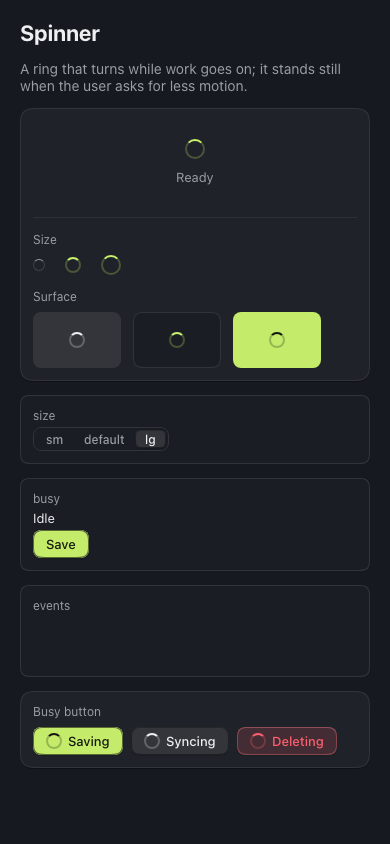 Spinner
A ring that turns while work goes on; it stands still
when the user asks for less motion.
Ready
Size
Surface
size
sm default lg
busy
Idle
Save
events
Busy button
Saving Syncing Deleting